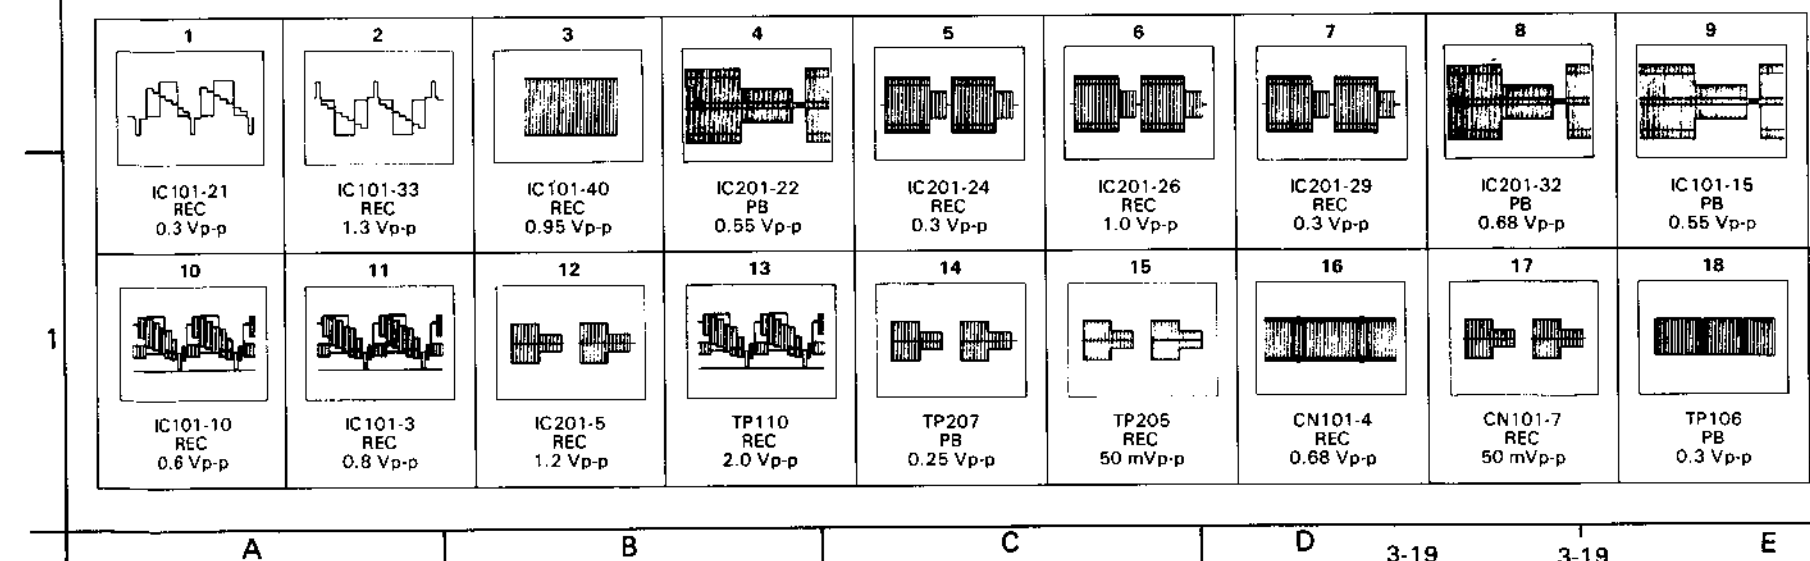 1 2 3 4 5 6 7 8 9
IC101-21 IC101-33 IC101-40 IC201-22 IC201-24 IC201-26 IC201-29 IC201-32 IC101-15
REC REC REC PB REC REC REC PB PB
0.3 Vp-p 1.3 Vp-p 0.95 Vp-p 0.55 Vp-p 0.3 Vp-p 1.0 Vp-p 0.3 Vp-p 0.68 Vp-p 0.55 Vp-p
10 11 12 13 14 15 16 17 18
1
IC101-10 IC101-3 IC201-5 TP110 TP207 TP205 CN101-4 CN101-7 TP106
REC REC REC REC PB REC REC REC PB
0.6 Vp-p 0.8 Vp-p 1.2 Vp-p 2.0 Vp-p 0.25 Vp-p 50 mVp-p 0.68 Vp-p 50 mVp-p 0.3 Vp-p
A B C D E
3-19 3-19